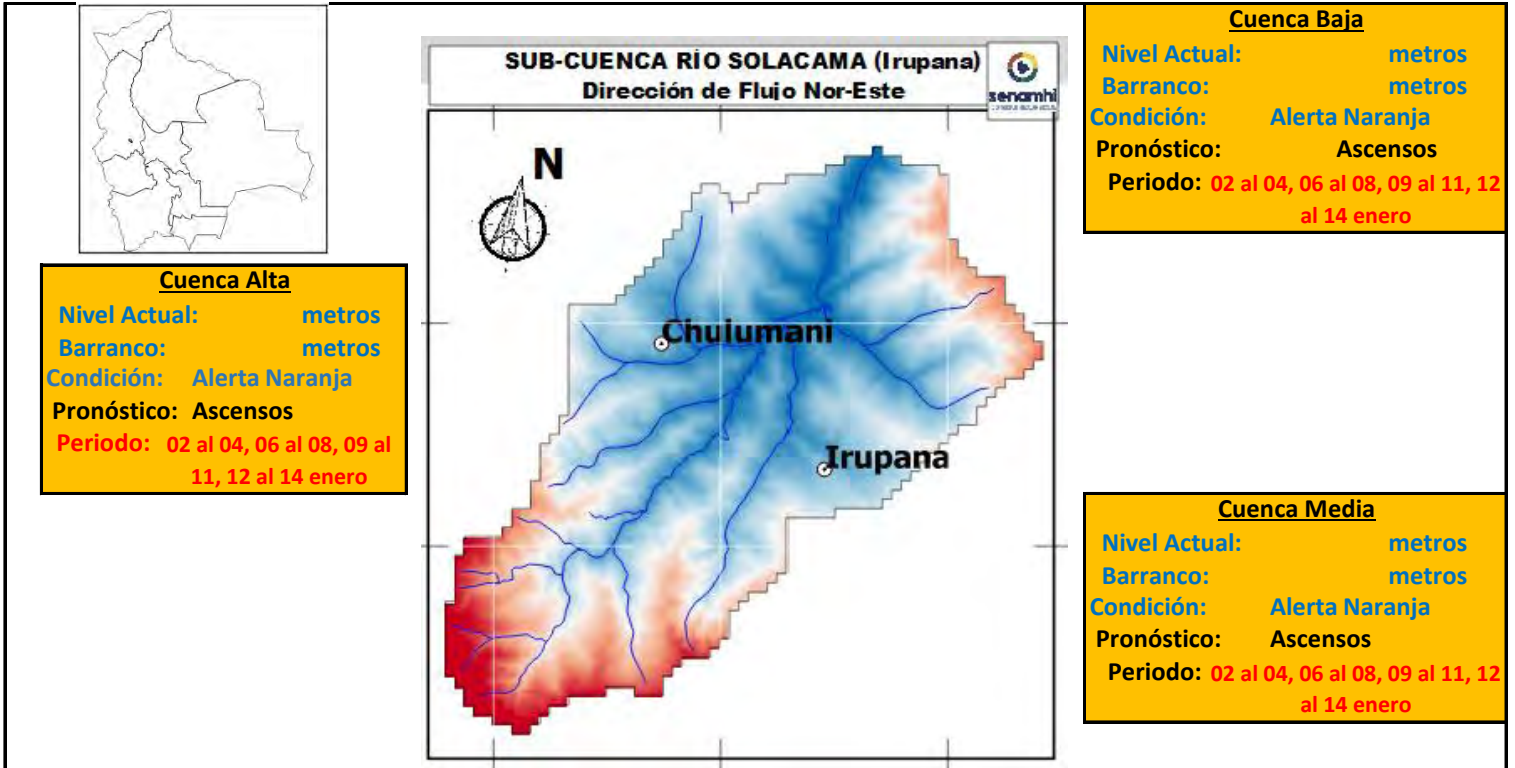 SUB-CUENCA RÍO SOLACAMA (Irupana)
Dirección de Flujo Nor-Este
senamhi
N
Chulumani
Irupana
Cuenca Alta
Nivel Actual: metros
Barranco: metros
Condición: Alerta Naranja
Pronóstico: Ascensos
Periodo: 02 al 04, 06 al 08, 09 al
11, 12 al 14 enero
Cuenca Baja
Nivel Actual: metros
Barranco: metros
Condición: Alerta Naranja
Pronóstico: Ascensos
Periodo: 02 al 04, 06 al 08, 09 al 11, 12
al 14 enero
Cuenca Media
Nivel Actual: metros
Barranco: metros
Condición: Alerta Naranja
Pronóstico: Ascensos
Periodo: 02 al 04, 06 al 08, 09 al 11, 12
al 14 enero